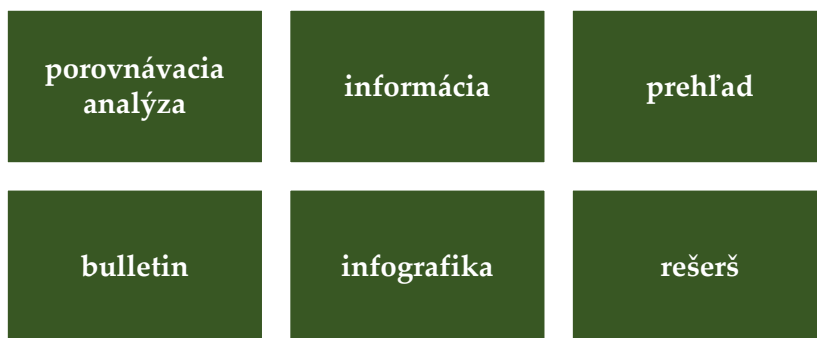 porovnávacia
analýza
informácia
prehľad
bulletin
infografika
rešerš